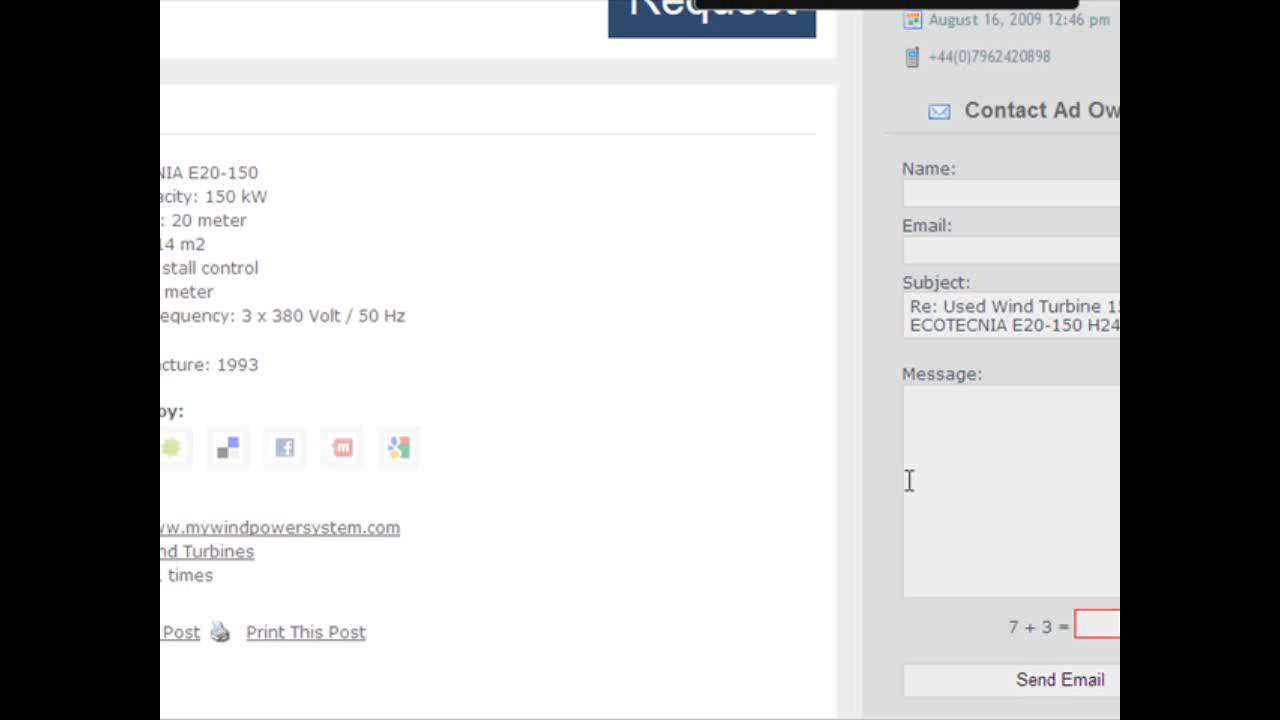 Request
NIA E20-150
acity: 150 kW
: 20 meter
14 m2
stall control
meter
equency: 3 x 380 Volt / 50 Hz
cture: 1993
by:
ww.mywindpowersystem.com
nd Turbines
times
Post
Print This Post
August 16, 2009 12:46 pm
+44(0)7962420898
Contact Ad Ow
Name:
Email:
Subject:
Re: Used Wind Turbine 15
ECOTECNIA E20-150 H24
Message:
7 + 3 =
Send Email